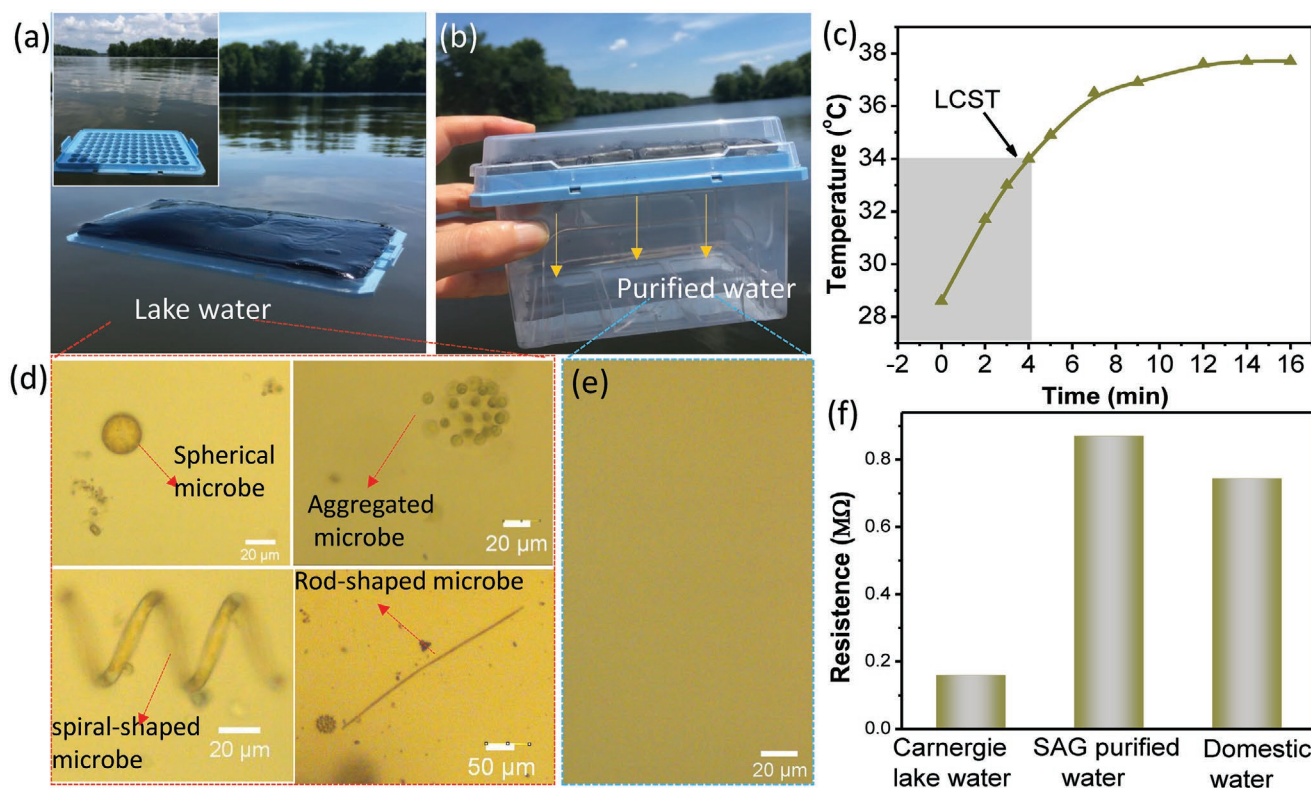 (a)
Lake water
(b)
Purified water
(c)
Temperature (°C)
38
36
34
32
30
28
LCST
-2 0 2 4 6 8 10 12 14 16
Time (min)
(d)
Spherical
microbe
20 µm
Aggregated
microbe
20 µm
spiral-shaped
microbe
20 µm
Rod-shaped microbe
50 µm
(e)
20 µm
(f)
Resistence (MΩ)
0.8
0.6
0.4
0.2
0.0
Carnergie
lake water
SAG purified
water
Domestic
water